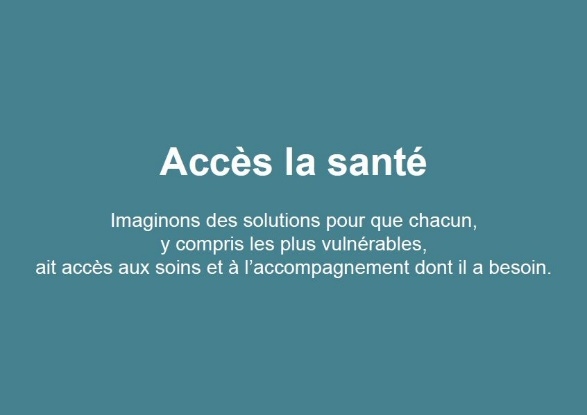 Accès la santé
Imaginons des solutions pour que chacun,
y compris les plus vulnérables,
ait accès aux soins et à l’accompagnement dont il a besoin.